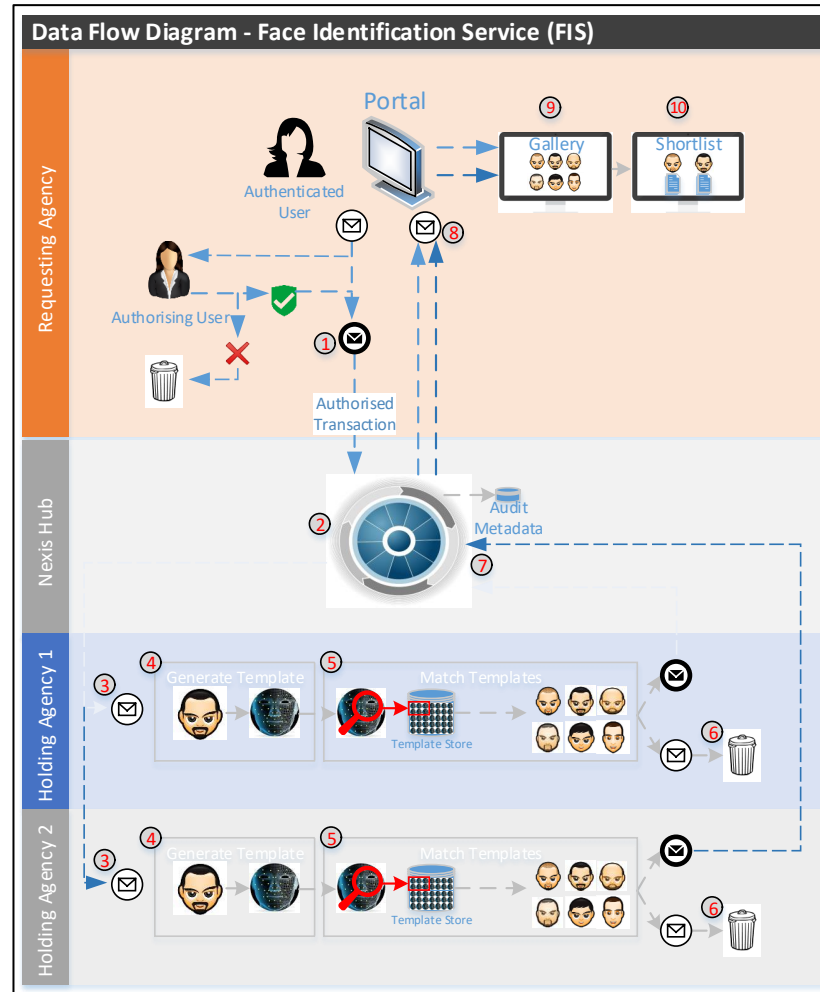 Data Flow Diagram - Face Identification Service (FIS)
Requesting Agency
Portal
9
10
Gallery
Shortlist
Authenticated
User
8
Authorising User
1
Authorised
Transaction
Nexis Hub
2
Audit
Metadata
7
Holding Agency 1
3
4
Generate Template
5
Match Templates
Template Store
6
Holding Agency 2
3
4
Generate Template
5
Match Templates
Template Store
6